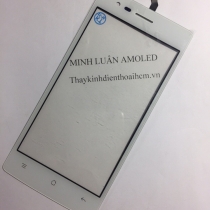 MINH LUÂN AMOLED
Thaykinhdienthoaihcm.vn